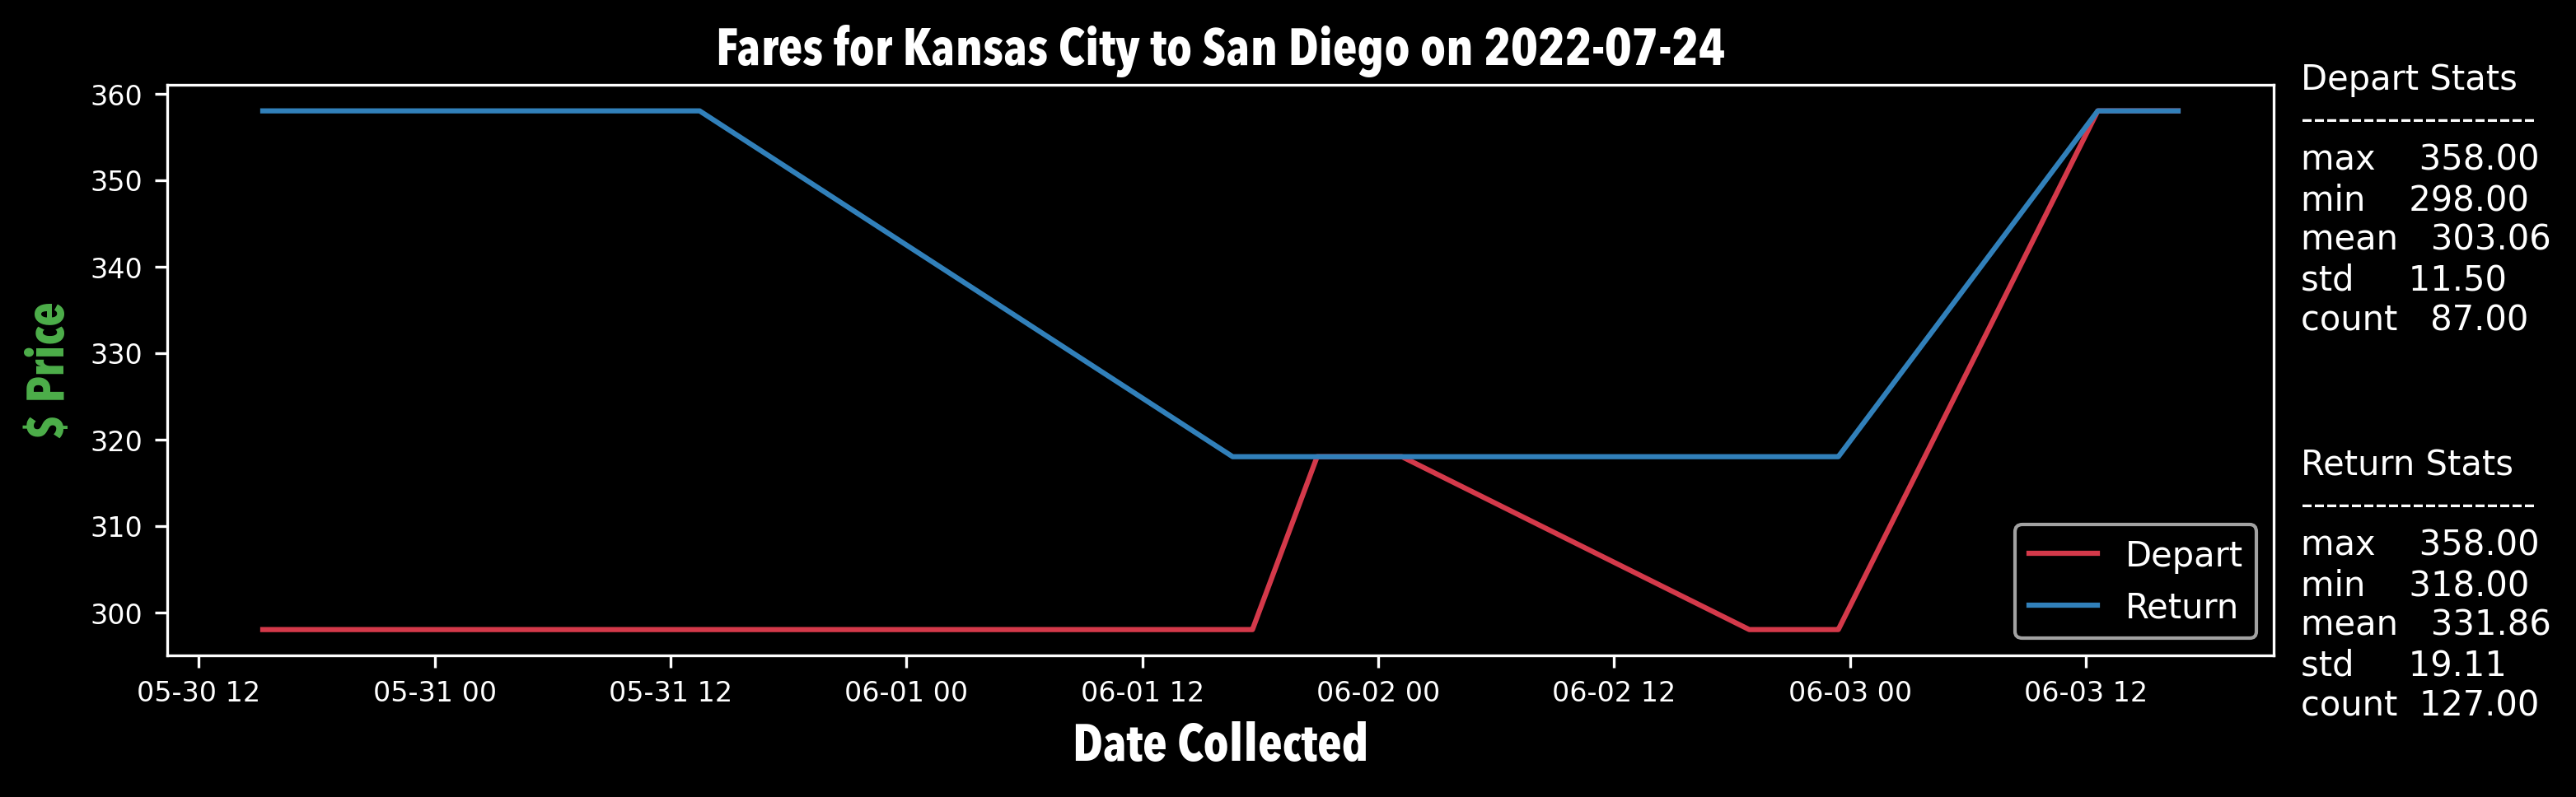 Fares for Kansas City to San Diego on 2022-07-24
$ Price
360
350
340
330
320
310
300
05-30 12
05-31 00
05-31 12
06-01 00
06-01 12
06-02 00
06-02 12
06-03 00
06-03 12
Date Collected
Depart
Return
Depart Stats
-------------------
max 358.00
min 298.00
mean 303.06
std 11.50
count 87.00
Return Stats
-------------------
max 358.00
min 318.00
mean 331.86
std 19.11
count 127.00